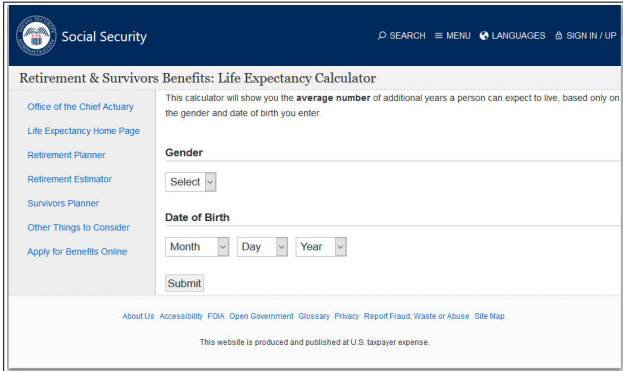 Social Security
SEARCH MENU LANGUAGES SIGN IN / UP
Retirement & Survivors Benefits: Life Expectancy Calculator
Office of the Chief Actuary
Life Expectancy Home Page
Retirement Planner
Retirement Estimator
Survivors Planner
Other Things to Consider
Apply for Benefits Online
This calculator will show you the average number of additional years a person can expect to live, based only on
the gender and date of birth you enter.
Gender
Select
Date of Birth
Month Day Year
Submit
About Us Accessibility FOIA Open Government Glossary Privacy Report Fraud, Waste or Abuse Site Map
This website is produced and published at U.S. taxpayer expense.